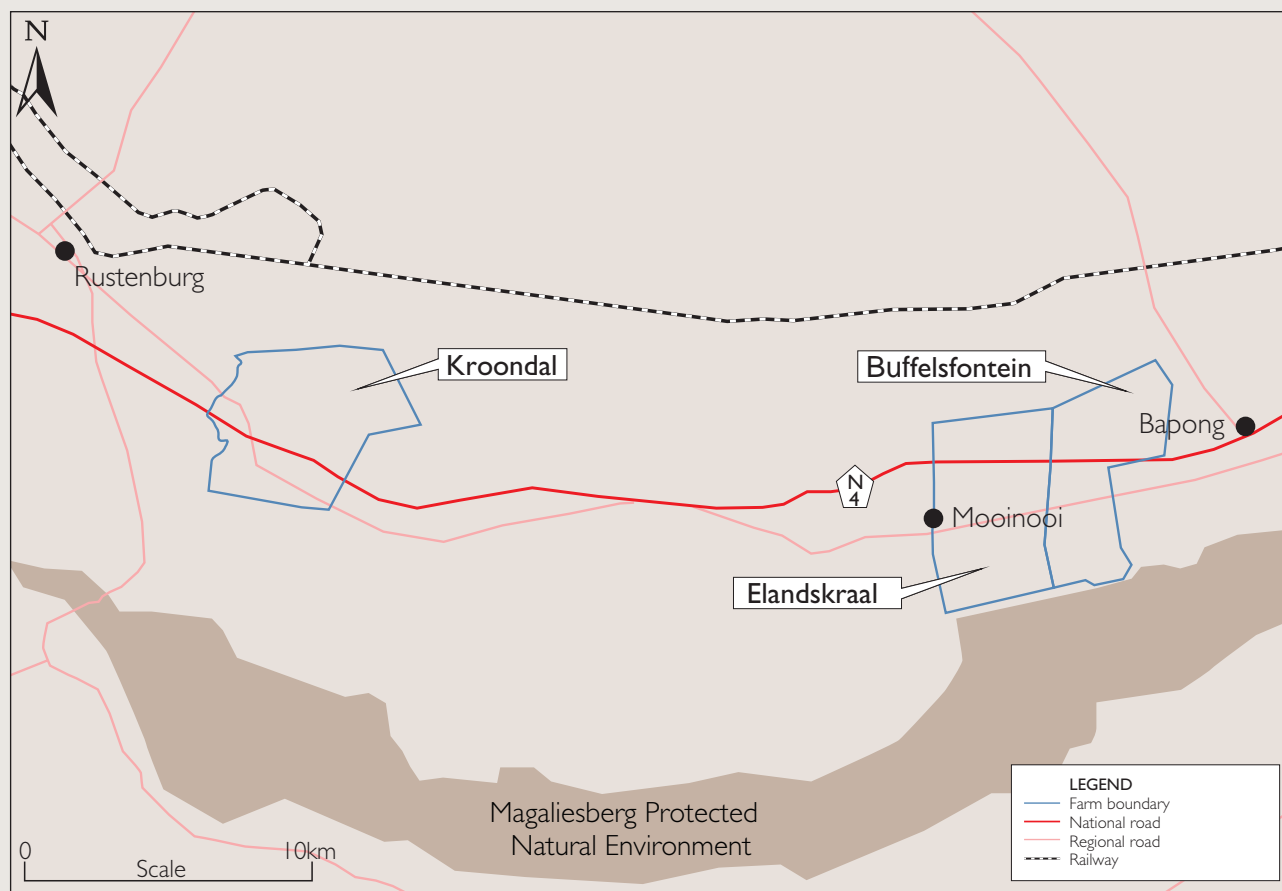 N
Rustenburg
Kroondal
Buffelsfontein
Bapong
N
4
Mooinooi
Elandskraal
Magaliesberg Protected
Natural Environment
0
10km
Scale
LEGEND
Farm boundary
National road
Regional road
Railway